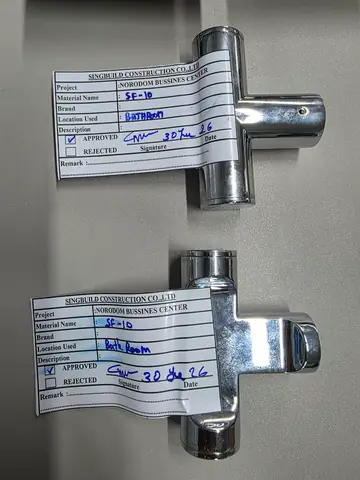 SINGBUILD CONSTRUCTION CO.,LTD
Project :NORODOM BUSSINES CENTER
Material Name : SF-10
Brand :
Location Used : BATHROOM
Description :
✓ APPROVED 30 26
REJECTED Signature Date
Remark :
SINGBUILD CONSTRUCTION CO.,LTD
Project : NORODOM BUSSINES CENTER
Material Name : SF-10
Brand :
Location Used : Bath Room
Description :
✓ APPROVED 30 26
REJECTED Signature Date
Remark :